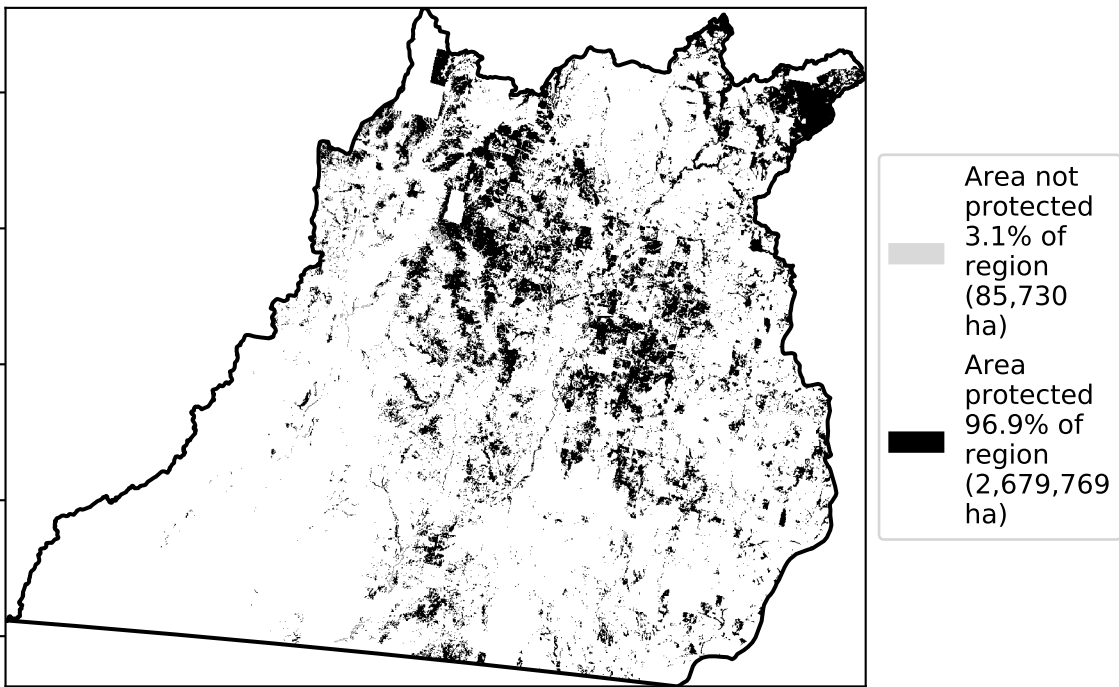 Area not
protected
3.1% of
region
(85,730
ha)
Area
protected
96.9% of
region
(2,679,769
ha)